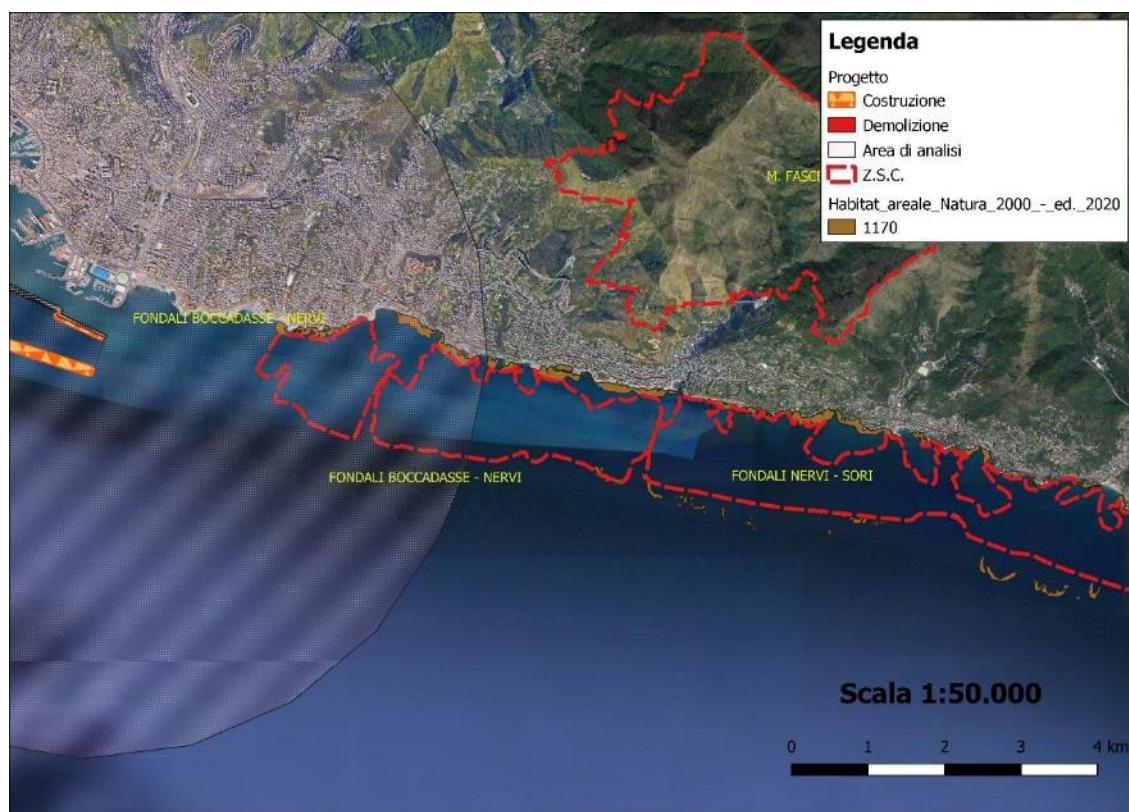 Legenda
Progetto
Costruzione
Demolizione
Area di analisi
Z.S.C.
Habitat_areale_Natura_2000_-_ed._2020
1170
M. FASCE
FONDALI BOCCADASSE - NERVI
FONDALI BOCCADASSE - NERVI
FONDALI NERVI - SORI
Scala 1:50.000
0 1 2 3 4 km